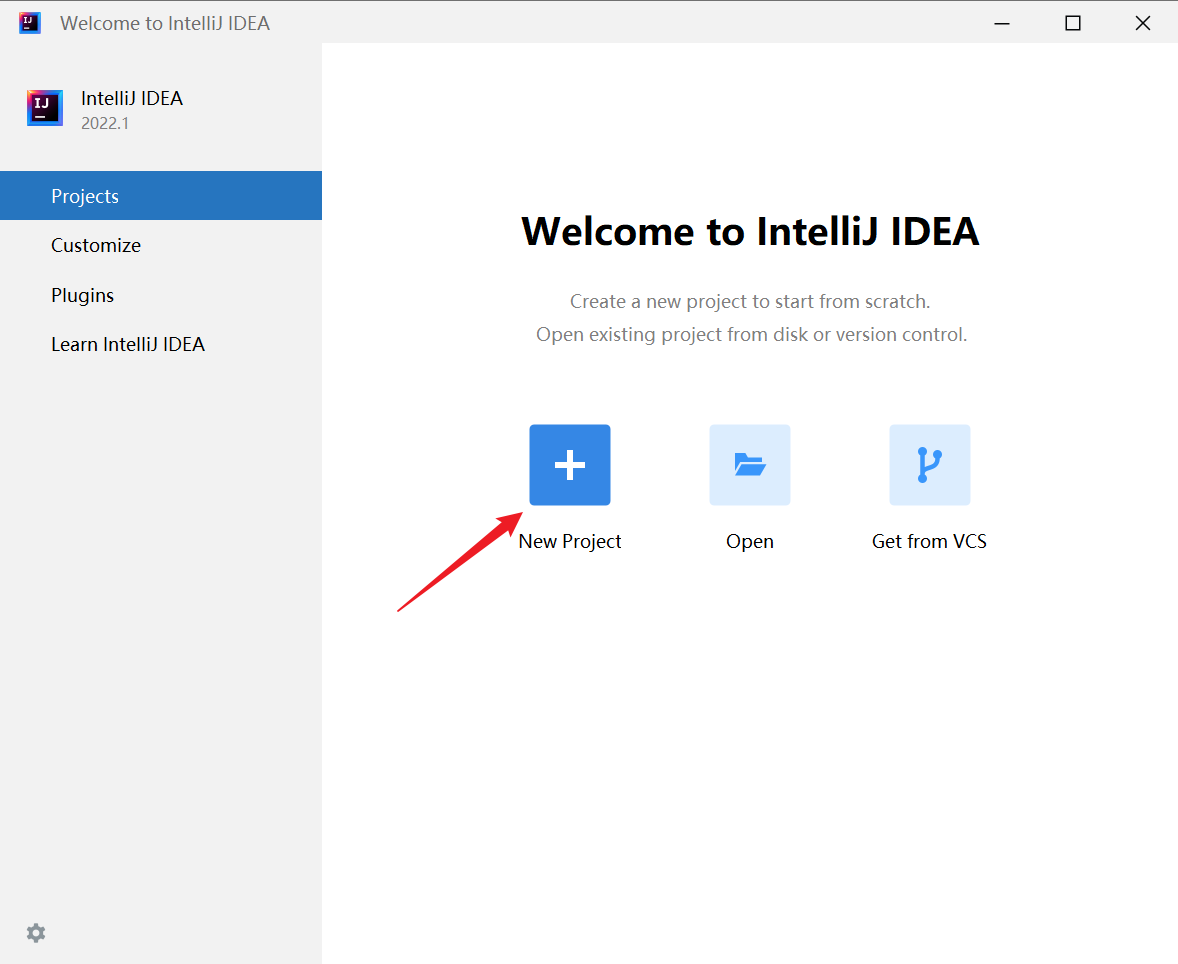 Welcome to IntelliJ IDEA
IJ
IntelliJ IDEA
2022.1
Projects
Customize
Plugins
Learn IntelliJ IDEA
Welcome to IntelliJ IDEA
Create a new project to start from scratch.
Open existing project from disk or version control.
New Project
Open
Get from VCS